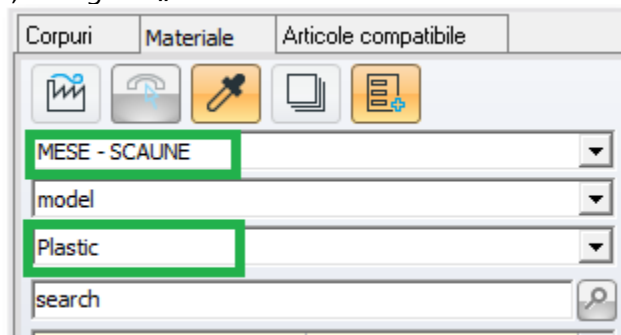 Corpuri Materiale Articole compatibile
MESE - SCAUNE
model
Plastic
search